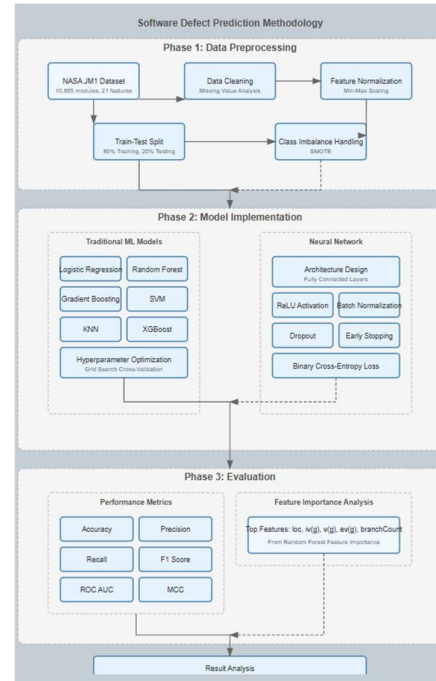 Software Defect Prediction Methodology
Phase 1: Data Preprocessing
NASA JM1 Dataset
10,885 modules, 21 features
Data Cleaning
Missing Value Analysis
Feature Normalization
Min-Max Scaling
Train-Test Split
80% Training, 20% Testing
Class Imbalance Handling
SMOTE
Phase 2: Model Implementation
Traditional ML Models
Logistic Regression
Random Forest
Gradient Boosting
SVM
KNN
XGBoost
Hyperparameter Optimization
Grid Search Cross-Validation
Neural Network
Architecture Design
Fully Connected Layers
ReLU Activation
Batch Normalization
Dropout
Early Stopping
Binary Cross-Entropy Loss
Phase 3: Evaluation
Performance Metrics
Accuracy
Precision
Recall
F1 Score
ROC AUC
MCC
Feature Importance Analysis
Top Features: loc, iv(g), v(g), ev(g), branchCount
From Random Forest Feature Importance
Result Analysis